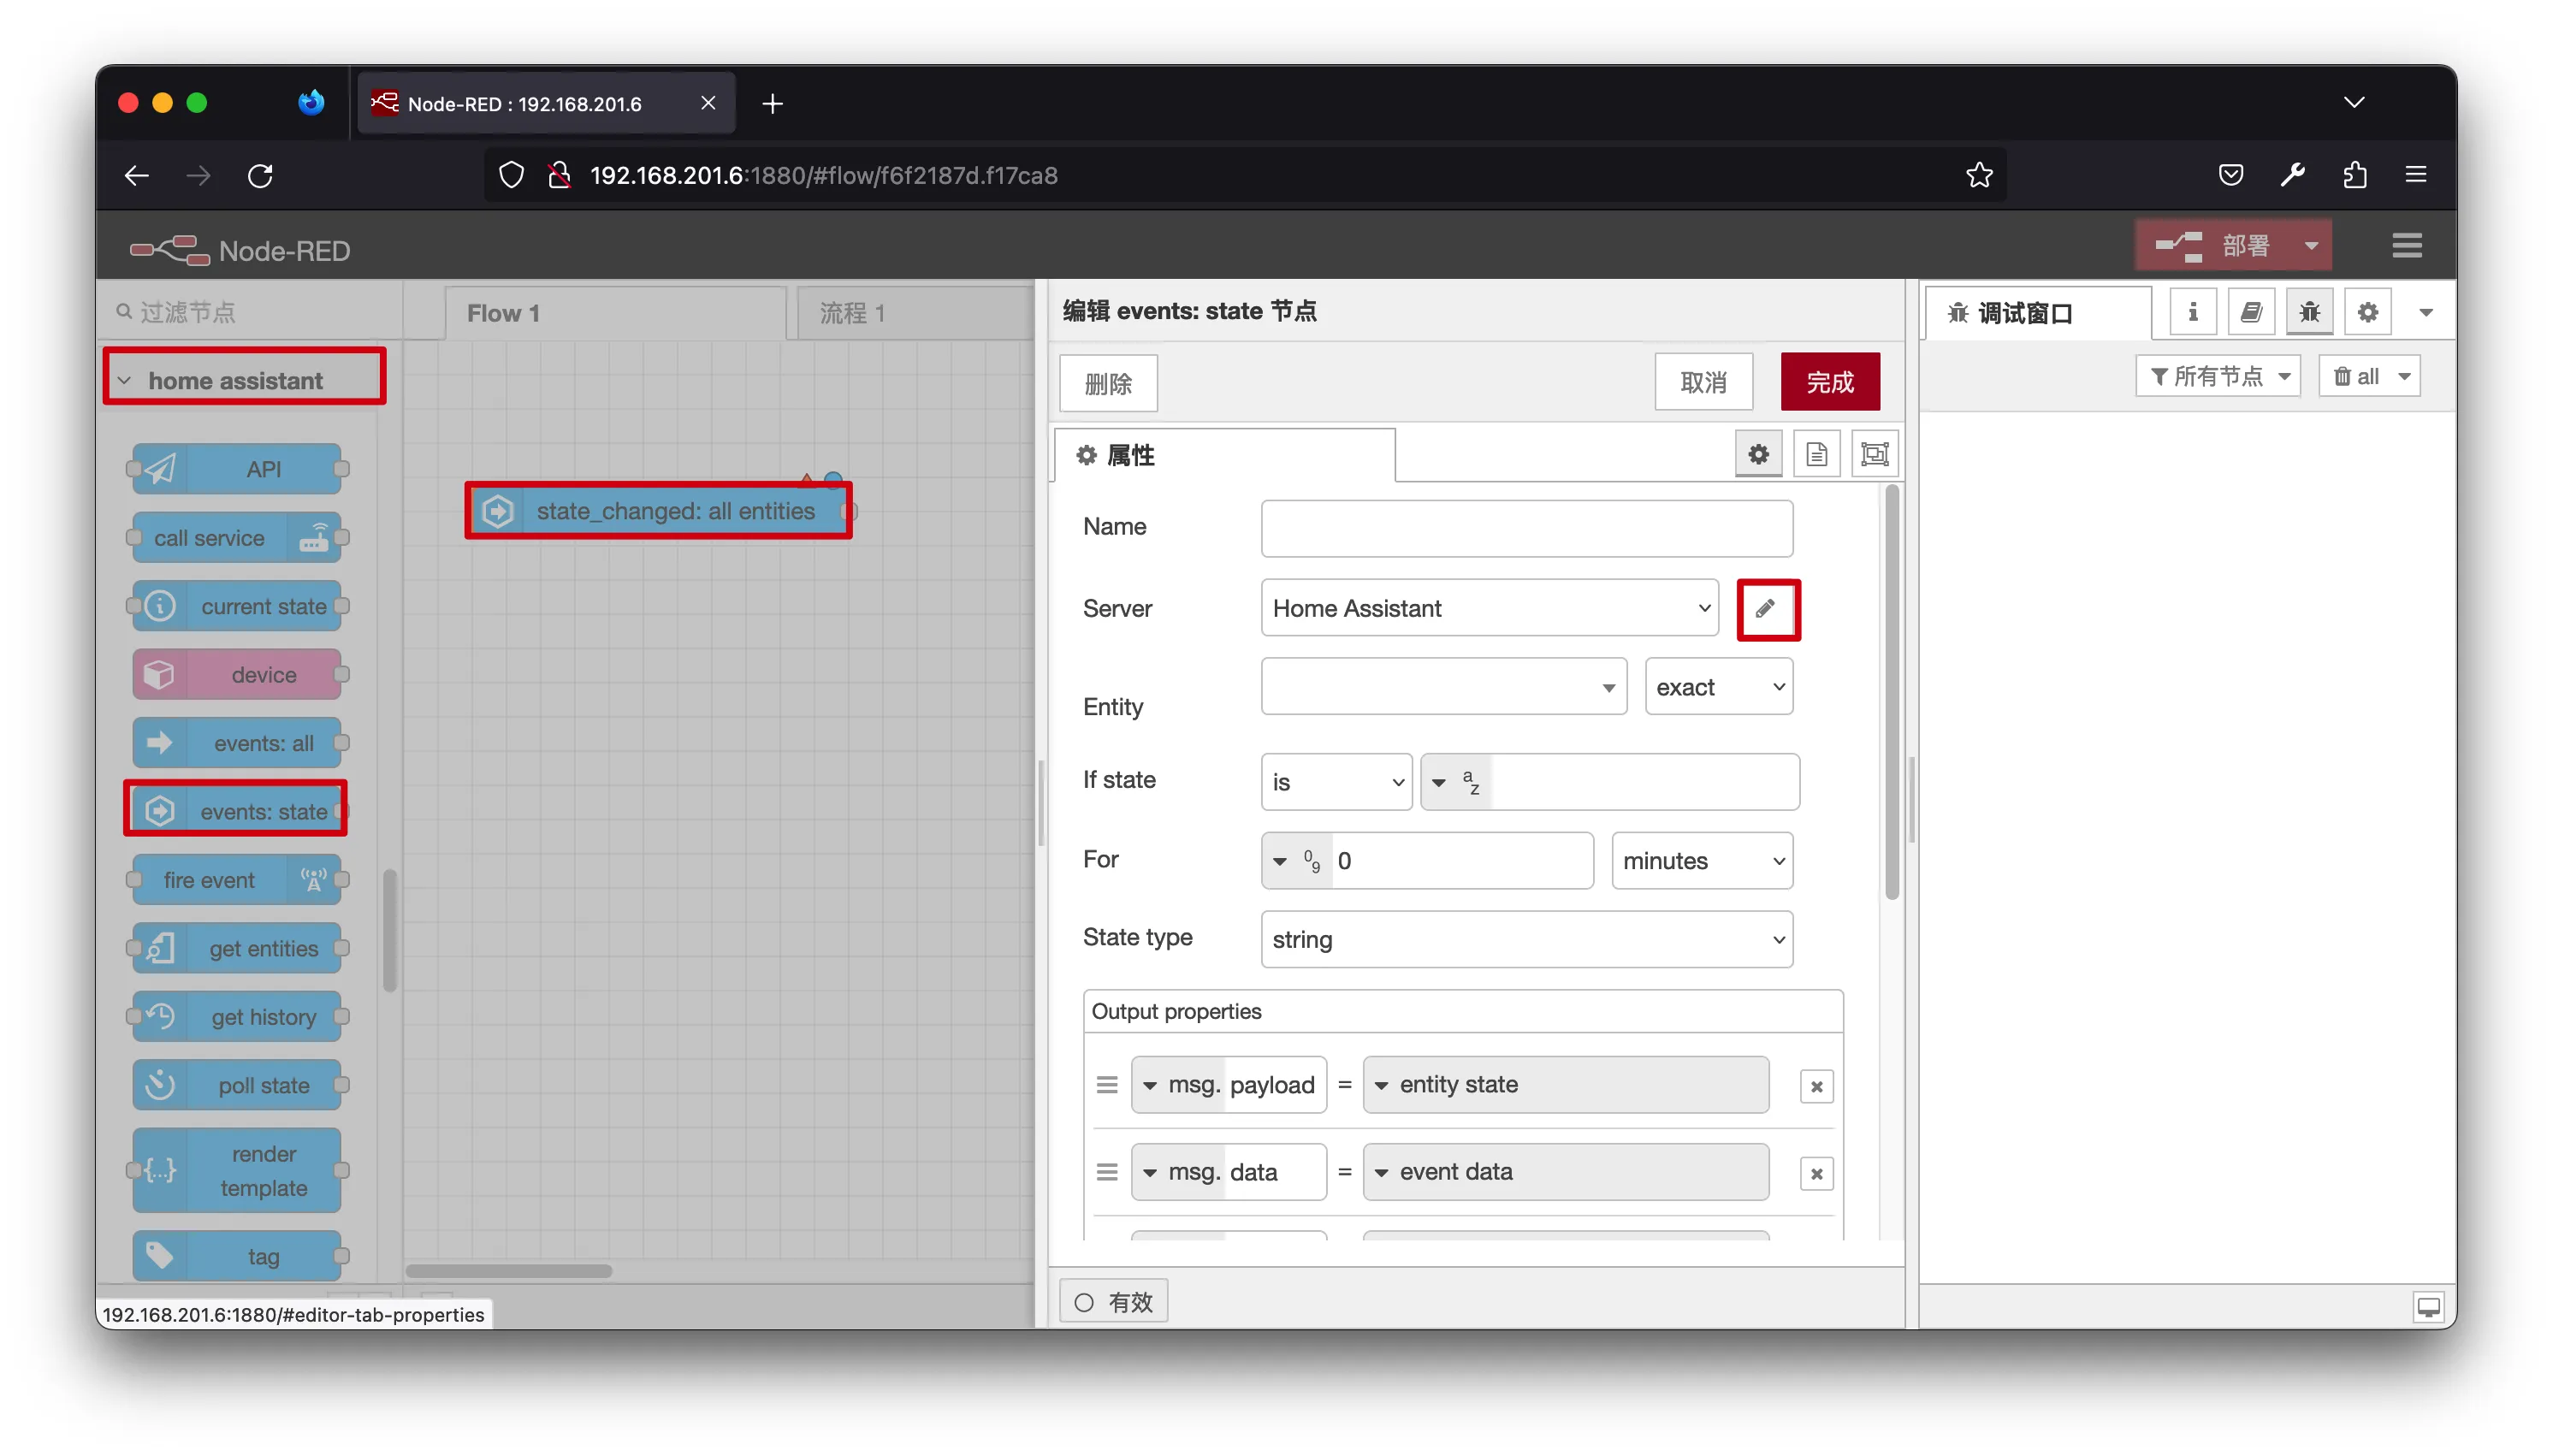 Node-RED : 192.168.201.6
192.168.201.6:1880/#flow/f6f2187d.f17ca8
Node-RED
部署
过滤节点
home assistant
API
call service
current state
device
events: all
events: state
fire event
get entities
get history
poll state
render
template
tag
192.168.201.6:1880/#editor-tab-properties
Flow 1
流程 1
state_changed: all entities
编辑 events: state 节点
删除
取消
完成
属性
Name
Server
Home Assistant
Entity
exact
If state
is
a
z
For
0
9
0
minutes
State type
string
Output properties
msg. payload = entity state
msg. data = event data
有效
调试窗口
所有节点
all